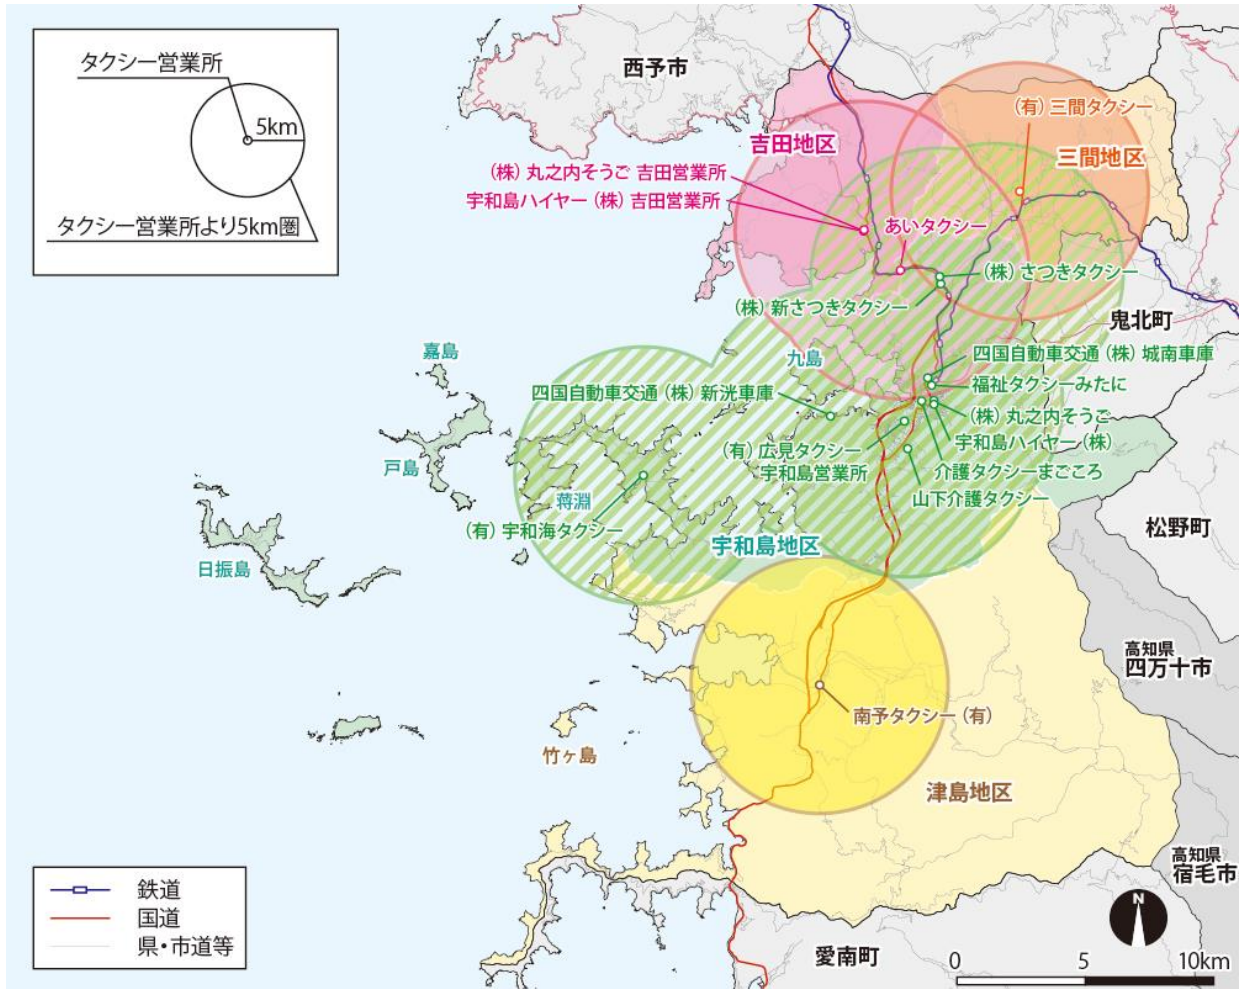 タクシー営業所
5km
タクシー営業所より5km圏
西予市
(有) 三間タクシー
吉田地区
三間地区
(株) 丸之内そうご 吉田営業所
宇和島ハイヤー (株) 吉田営業所
あいタクシー
(株) さつきタクシー
(株) 新さつきタクシー
鬼北町
嘉島
九島
四国自動車交通 (株) 城南車庫
四国自動車交通 (株) 新洸車庫
福祉タクシーみたに
(株) 丸之内そうご
戸島
(有) 広見タクシー
宇和島営業所
宇和島ハイヤー (株)
介護タクシーまごころ
蒋淵
山下介護タクシー
(有) 宇和海タクシー
宇和島地区
松野町
日振島
高知県
四万十市
南予タクシー (有)
竹ヶ島
津島地区
高知県
宿毛市
鉄道
国道
県・市道等
愛南町
N
0 5 10km